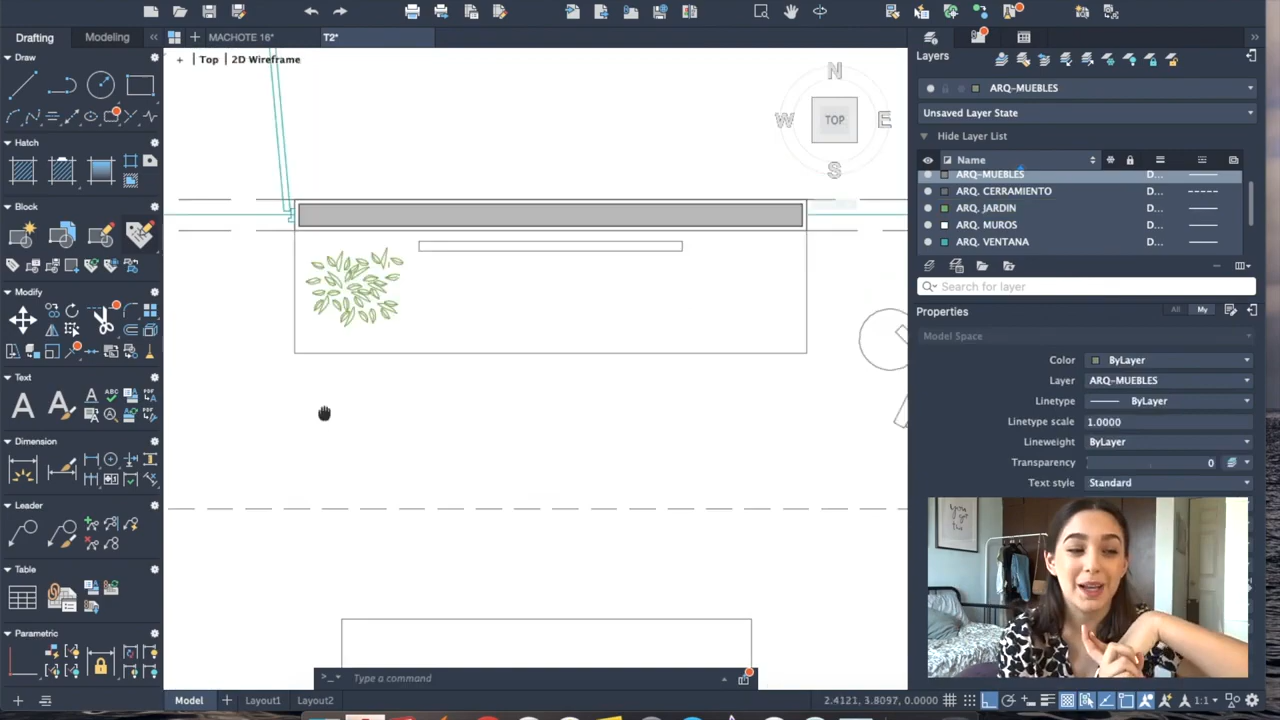 Drafting
Modeling
MACHOTE 16*
T2*
Draw
Hatch
Block
Modify
Text
Dimension
Leader
Table
Parametric
+ | Top | 2D Wireframe
N
W TOP E
S
Layers
ARQ-MUEBLES
Unsaved Layer State
Hide Layer List
Name
ARQ-MUEBLES D...
ARQ. CERRAMIENTO D...
ARQ. JARDIN D...
ARQ. MUROS D...
ARQ. VENTANA D...
Search for layer
Properties All My
Model Space
Color ByLayer
Layer ARQ-MUEBLES
Linetype ByLayer
Linetype scale 1.0000
Lineweight ByLayer
Transparency 0
Text style Standard
>_ Type a command
Model + Layout1 Layout2
2.4121, 3.8097, 0.0000
1:1